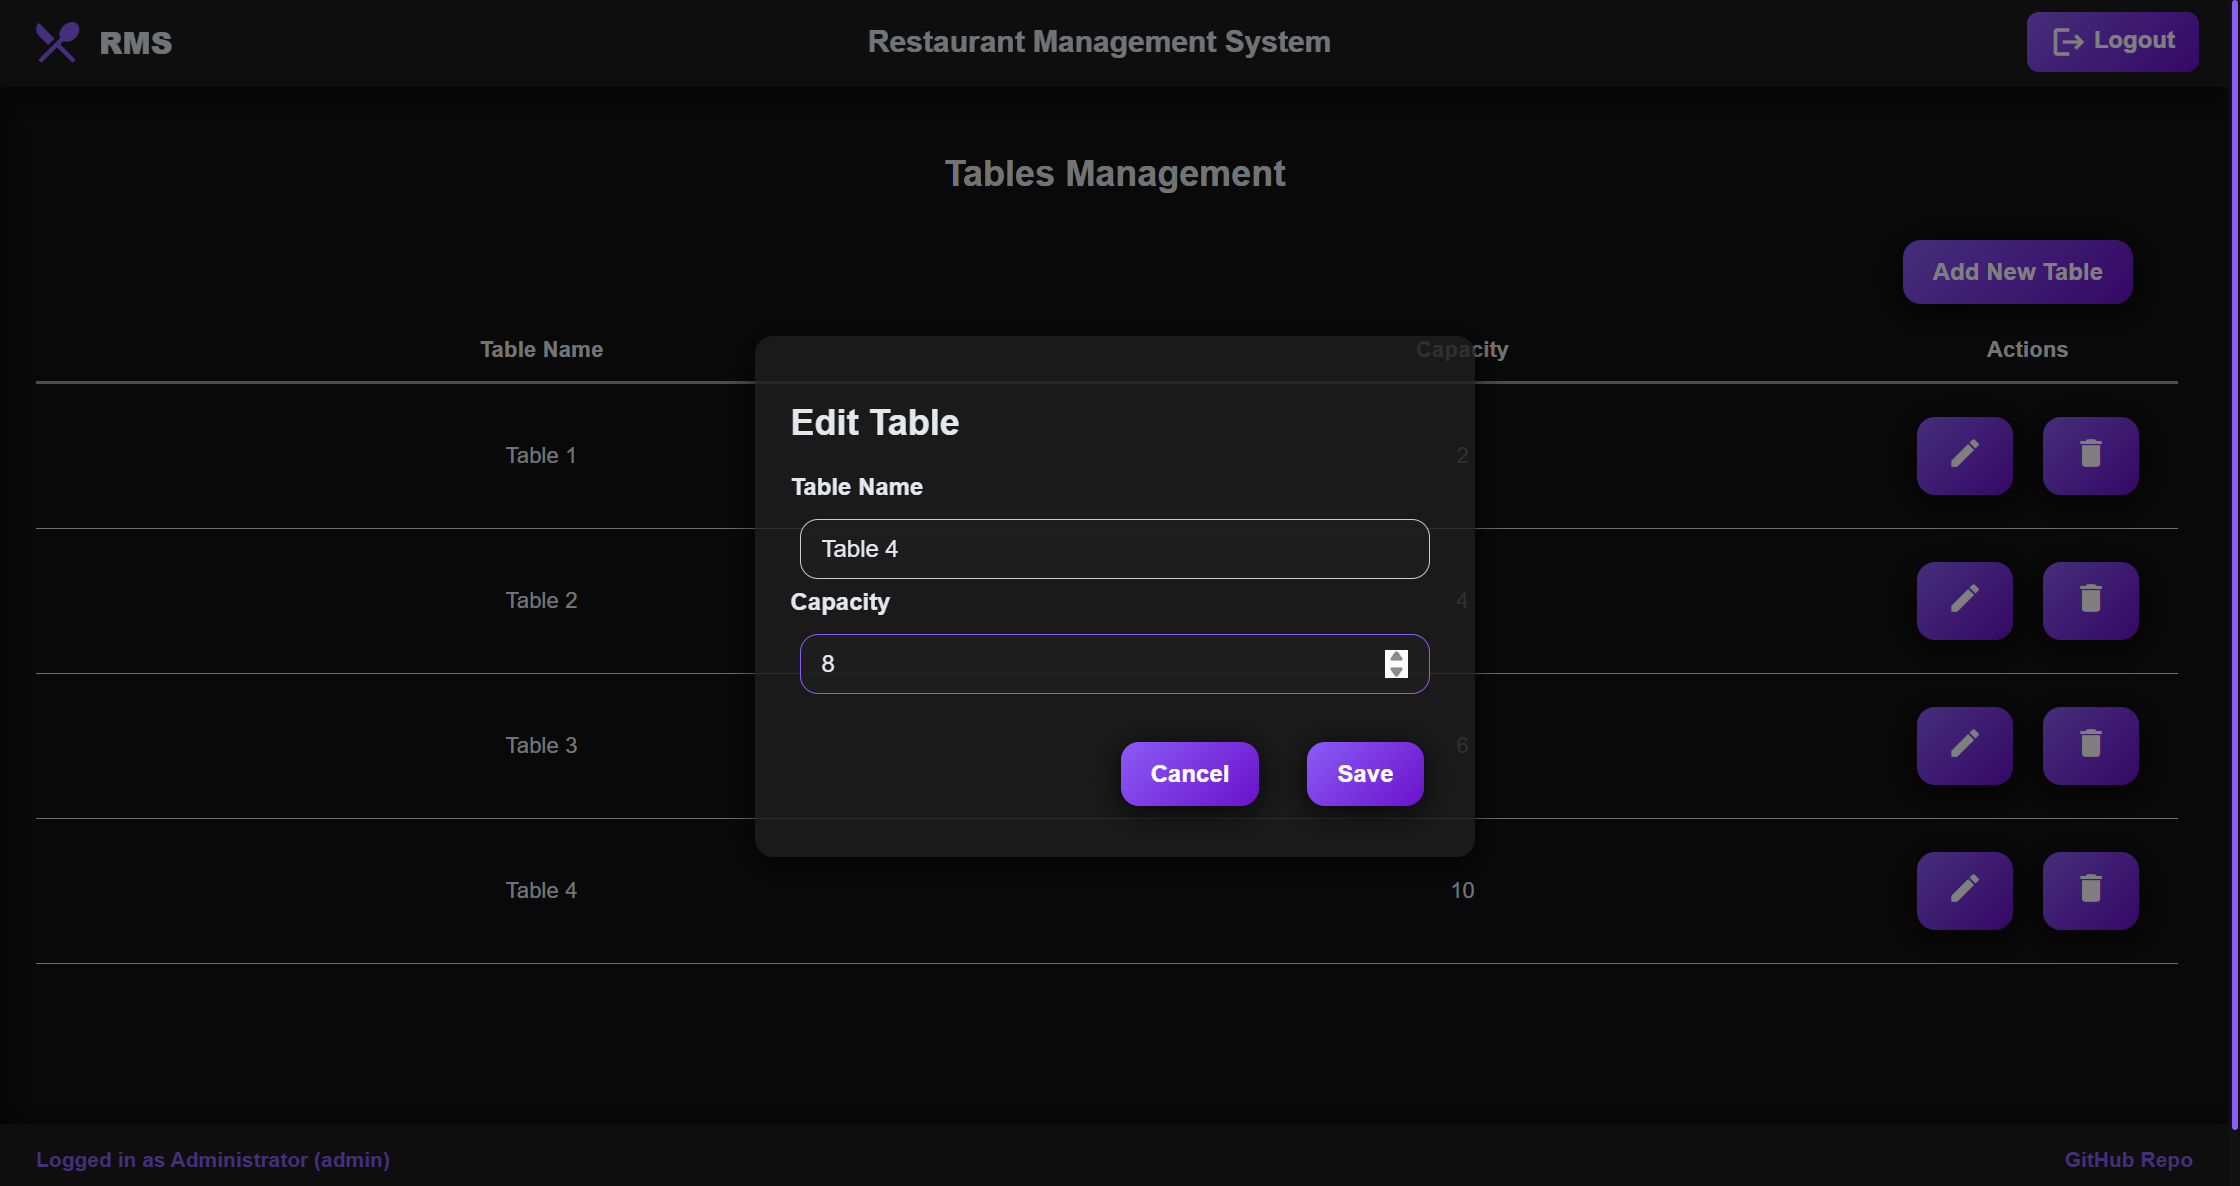 RMS
Restaurant Management System
Logout
Tables Management
Add New Table
Table Name
Capacity
Actions
Table 1
2
Table 2
4
Table 3
6
Table 4
10
Edit Table
Table Name
Table 4
Capacity
8
Cancel
Save
Logged in as Administrator (admin)
GitHub Repo